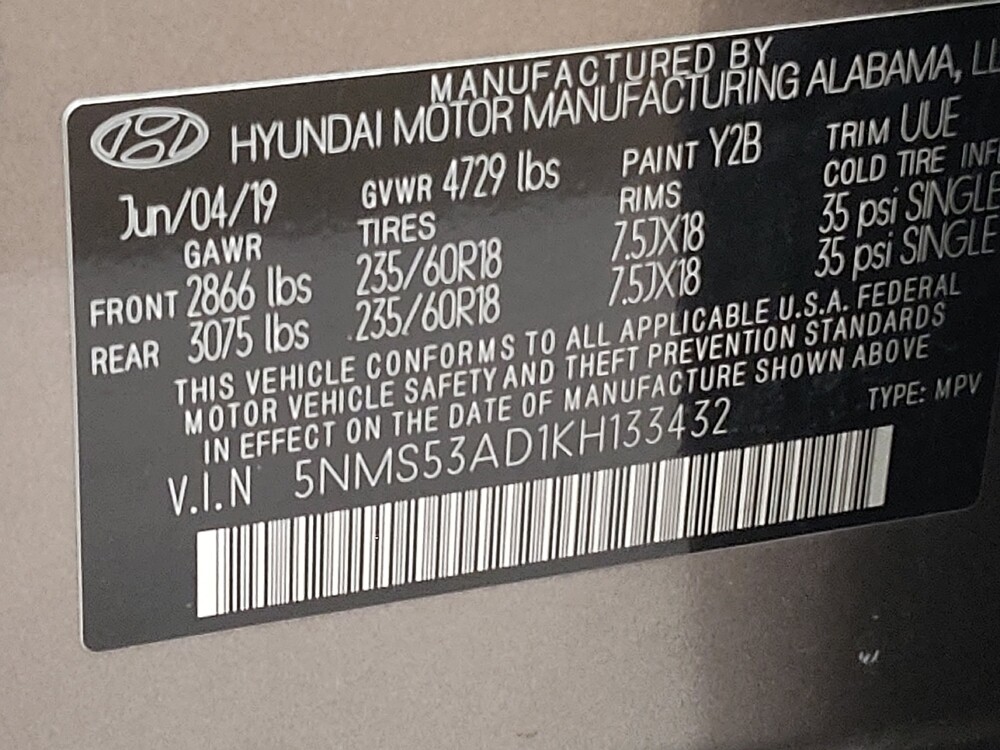 MANUFACTURED BY
HYUNDAI MOTOR MANUFACTURING ALABAMA,
Jun/04/19 GVWR 4729 lbs PAINT Y2B TRIM UUE
GAWR TIRES RIMS COLD TIRE
FRONT 2866 lbs 235/60R18 7.5JX18 35 psi SINGLE
REAR 3075 lbs 235/60R18 7.5JX18 35 psi SINGLE
THIS VEHICLE CONFORMS TO ALL APPLICABLE U.S.A. FEDERAL
MOTOR VEHICLE SAFETY AND THEFT PREVENTION STANDARDS
IN EFFECT ON THE DATE OF MANUFACTURE SHOWN ABOVE
V.I.N 5NMS53AD1KH133432 TYPE: MPV